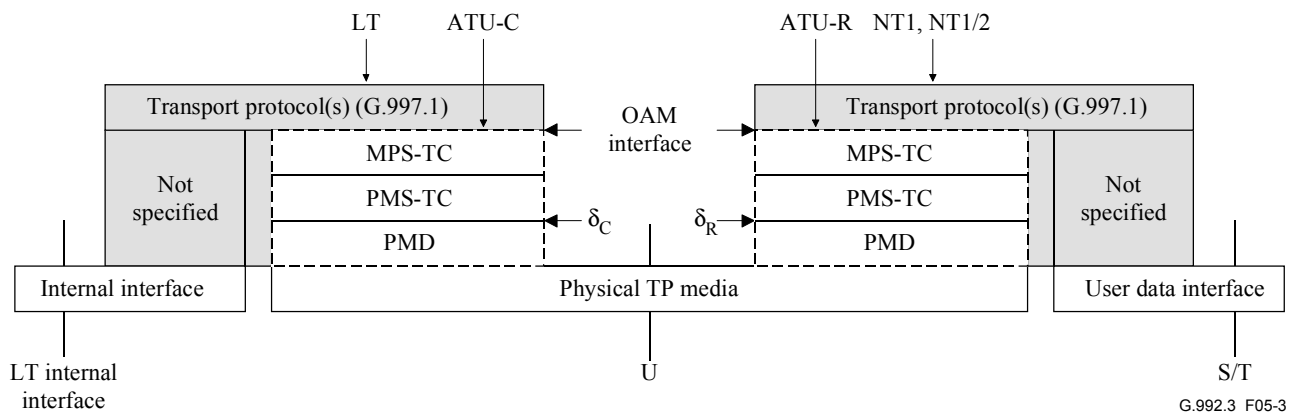 LT
ATU-C
ATU-R
NT1, NT1/2
Transport protocol(s) (G.997.1)
OAM
interface
Transport protocol(s) (G.997.1)
MPS-TC
MPS-TC
Not
specified
PMS-TC
δC
δR
PMS-TC
Not
specified
PMD
PMD
Internal interface
Physical TP media
User data interface
LT internal
interface
U
S/T
G.992.3_F05-3